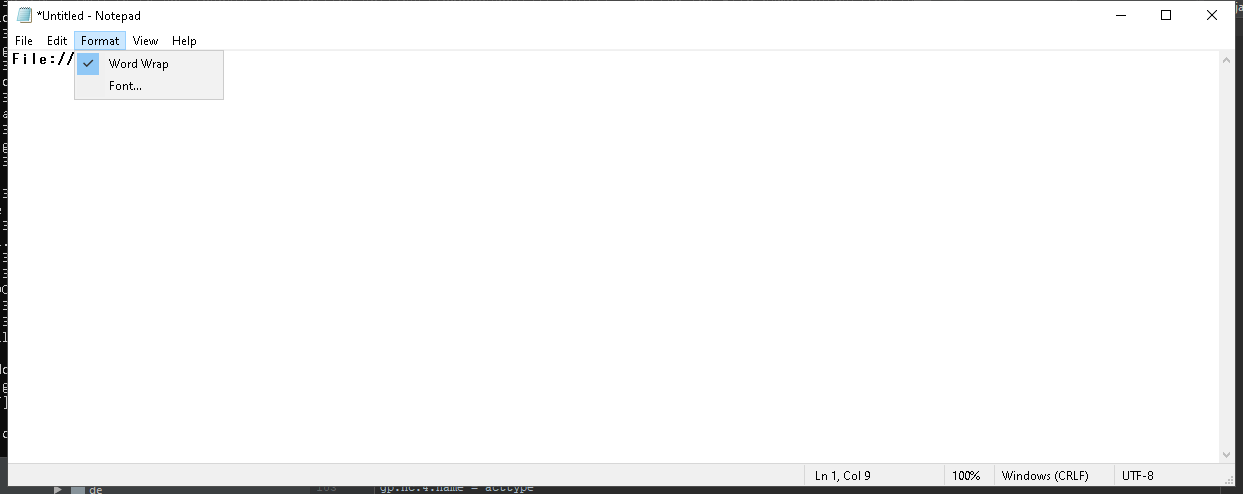 *Untitled - Notepad
File Edit Format View Help
File://
Word Wrap
Font...
Ln 1, Col 9 100% Windows (CRLF) UTF-8
de
gp.nc.4.name = acttype